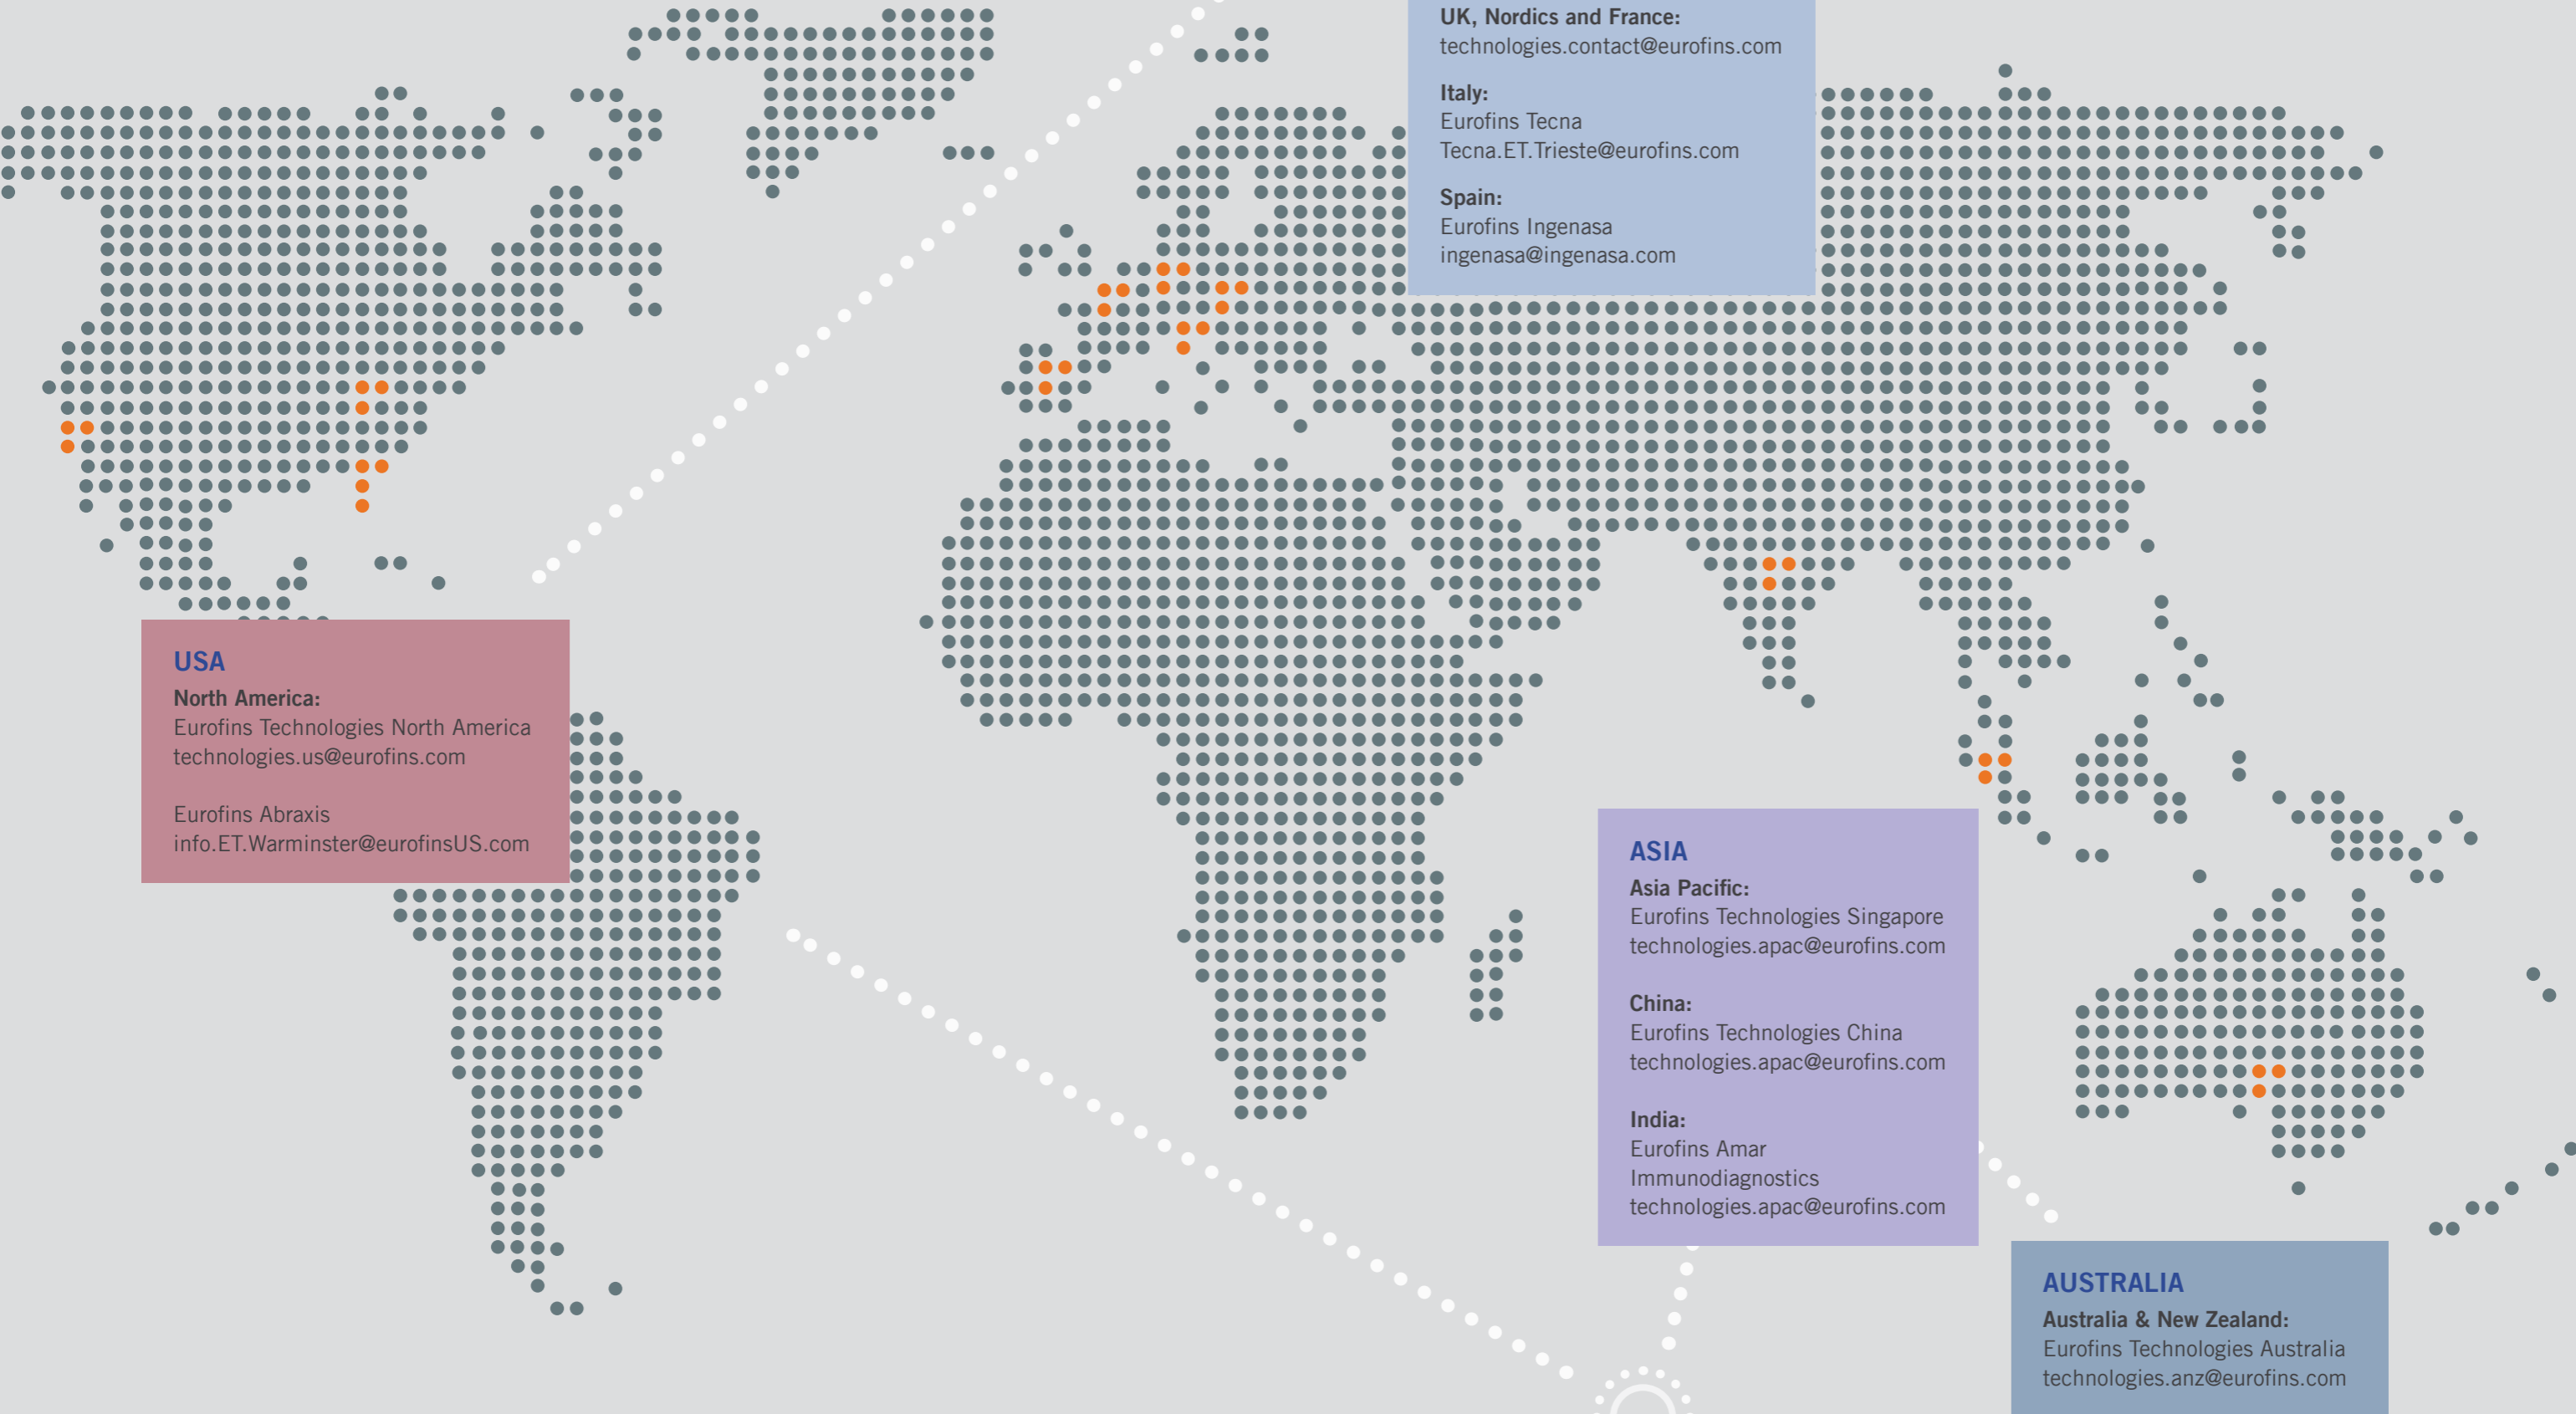 UK, Nordics and France:
technologies.contact@eurofins.com
Italy:
Eurofins Tecna
Tecna.ET.Trieste@eurofins.com
Spain:
Eurofins Ingenasa
ingenasa@ingenasa.com
USA
North America:
Eurofins Technologies North America
technologies.us@eurofins.com
Eurofins Abraxis
info.ET.Warminster@eurofinsUS.com
ASIA
Asia Pacific:
Eurofins Technologies Singapore
technologies.apac@eurofins.com
China:
Eurofins Technologies China
technologies.apac@eurofins.com
India:
Eurofins Amar
Immunodiagnostics
technologies.apac@eurofins.com
AUSTRALIA
Australia & New Zealand:
Eurofins Technologies Australia
technologies.anz@eurofins.com